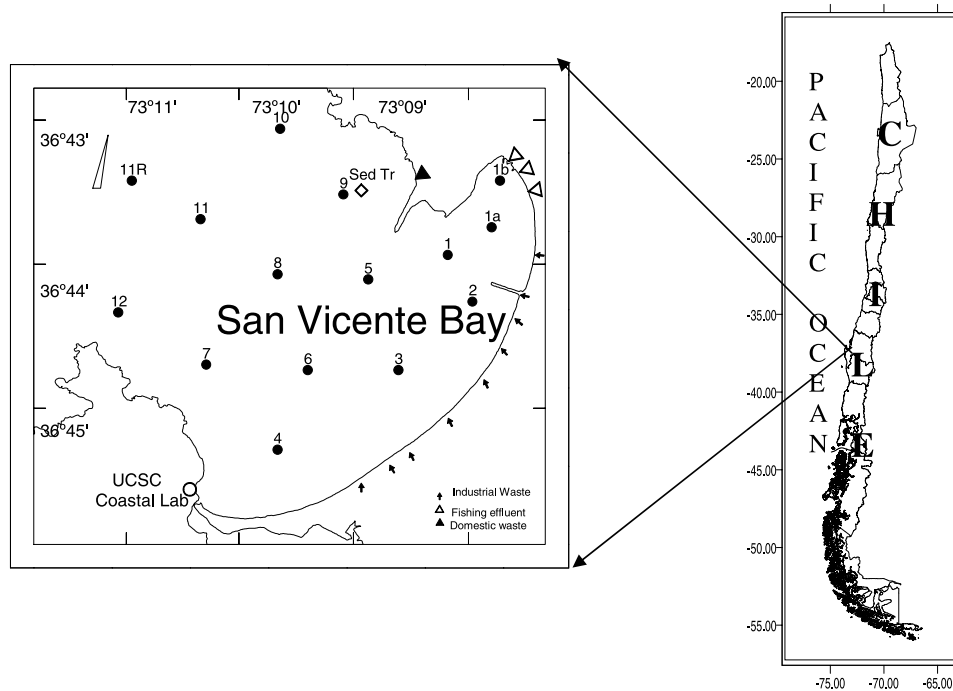 73°11'
73°10'
73°09'
10
36°43'
11R
9
Sed Tr
1b
11
1a
1
8
5
36°44'
2
12
San Vicente Bay
7
6
3
36°45'
4
UCSC
Coastal Lab
Industrial Waste
Fishing effluent
Domestic waste
PACIFIC OCEAN
CHILE
-20.00
-25.00
-30.00
-35.00
-40.00
-45.00
-50.00
-55.00
-75.00
-70.00
-65.00